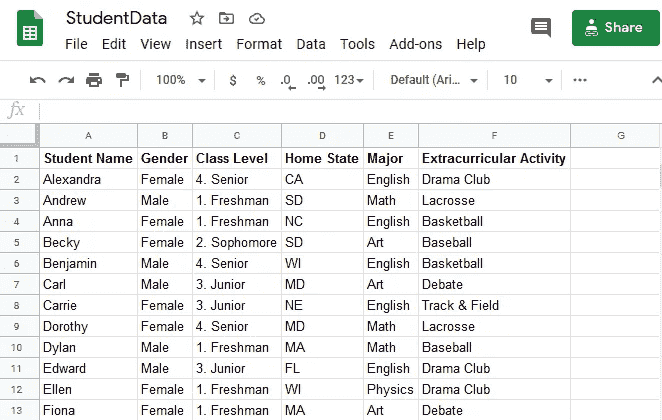 StudentData
File Edit View Insert Format Data Tools Add-ons Help
Share
100% $ % .0 .00 123 Default (Ari... 10 ...
fx
A B C D E F G
1 Student Name Gender Class Level Home State Major Extracurricular Activity
2 Alexandra Female 4. Senior CA English Drama Club
3 Andrew Male 1. Freshman SD Math Lacrosse
4 Anna Female 1. Freshman NC English Basketball
5 Becky Female 2. Sophomore SD Art Baseball
6 Benjamin Male 4. Senior WI English Basketball
7 Carl Male 3. Junior MD Art Debate
8 Carrie Female 3. Junior NE English Track & Field
9 Dorothy Female 4. Senior MD Math Lacrosse
10 Dylan Male 1. Freshman MA Math Baseball
11 Edward Male 3. Junior FL English Drama Club
12 Ellen Female 1. Freshman WI Physics Drama Club
13 Fiona Female 1. Freshman MA Art Debate